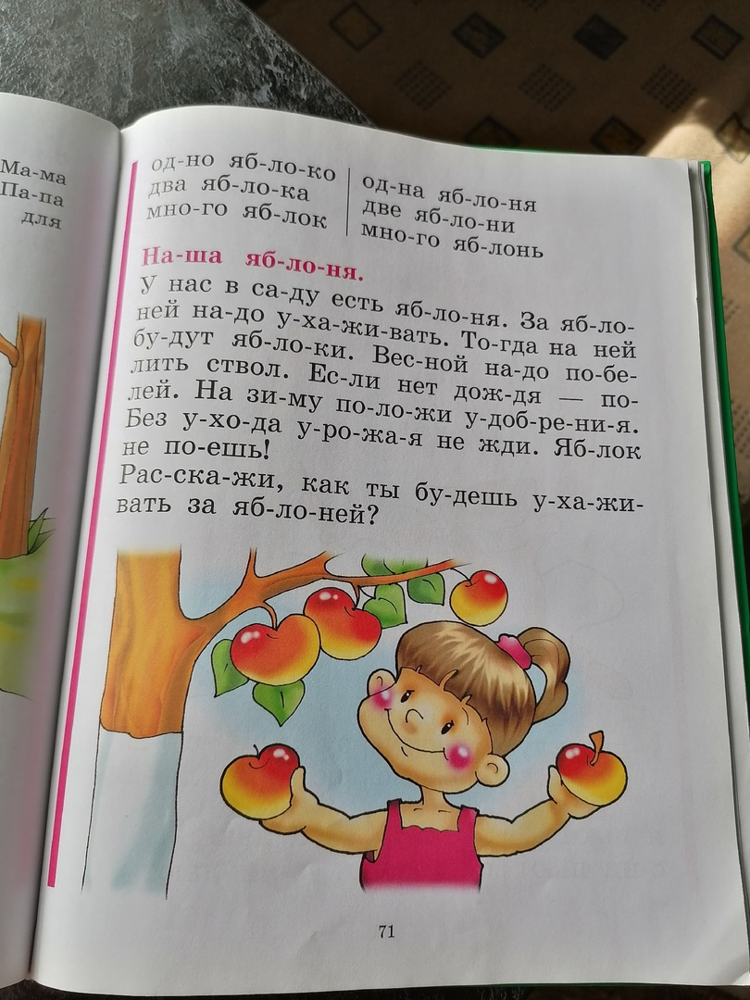 Ма-ма
Па-па
для
од-но яб-ло-ко
два яб-ло-ка
мно-го яб-лок
од-на яб-ло-ня
две яб-ло-ни
мно-го яб-лонь
На-ша яб-ло-ня.
У нас в са-ду есть яб-ло-ня. За яб-ло-
ней на-до у-ха-жи-вать. То-гда на ней
бу-дут яб-ло-ки. Вес-ной на-до по-бе-
лить ствол. Ес-ли нет дож-дя — по-
лей. На зи-му по-ло-жи у-доб-ре-ни-я.
Без у-хо-да у-ро-жа-я не жди. Яб-лок
не по-ешь!
Рас-ска-жи, как ты бу-дешь у-ха-жи-
вать за яб-ло-ней?
71